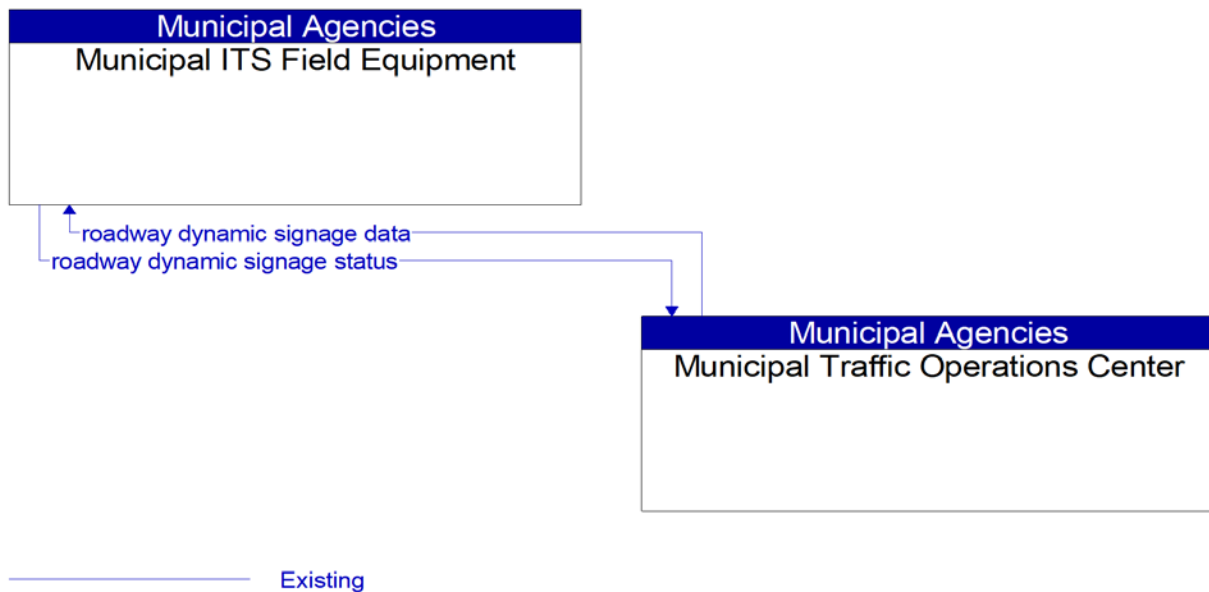 Municipal Agencies
Municipal ITS Field Equipment
roadway dynamic signage data
roadway dynamic signage status
Municipal Agencies
Municipal Traffic Operations Center
Existing